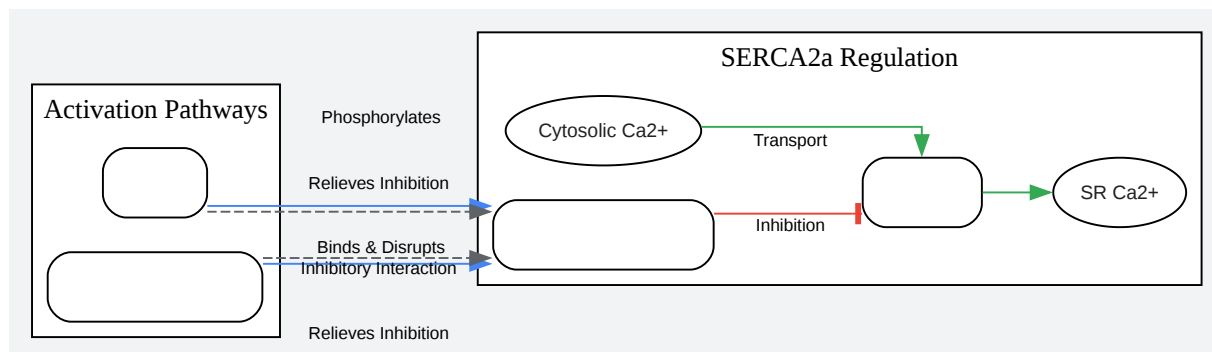 SERCA2a Regulation
Activation Pathways
Phosphorylates
Cytosolic Ca2+
Transport
Relieves Inhibition
SR Ca2+
Inhibition
Binds & Disrupts
Inhibitory Interaction
Relieves Inhibition